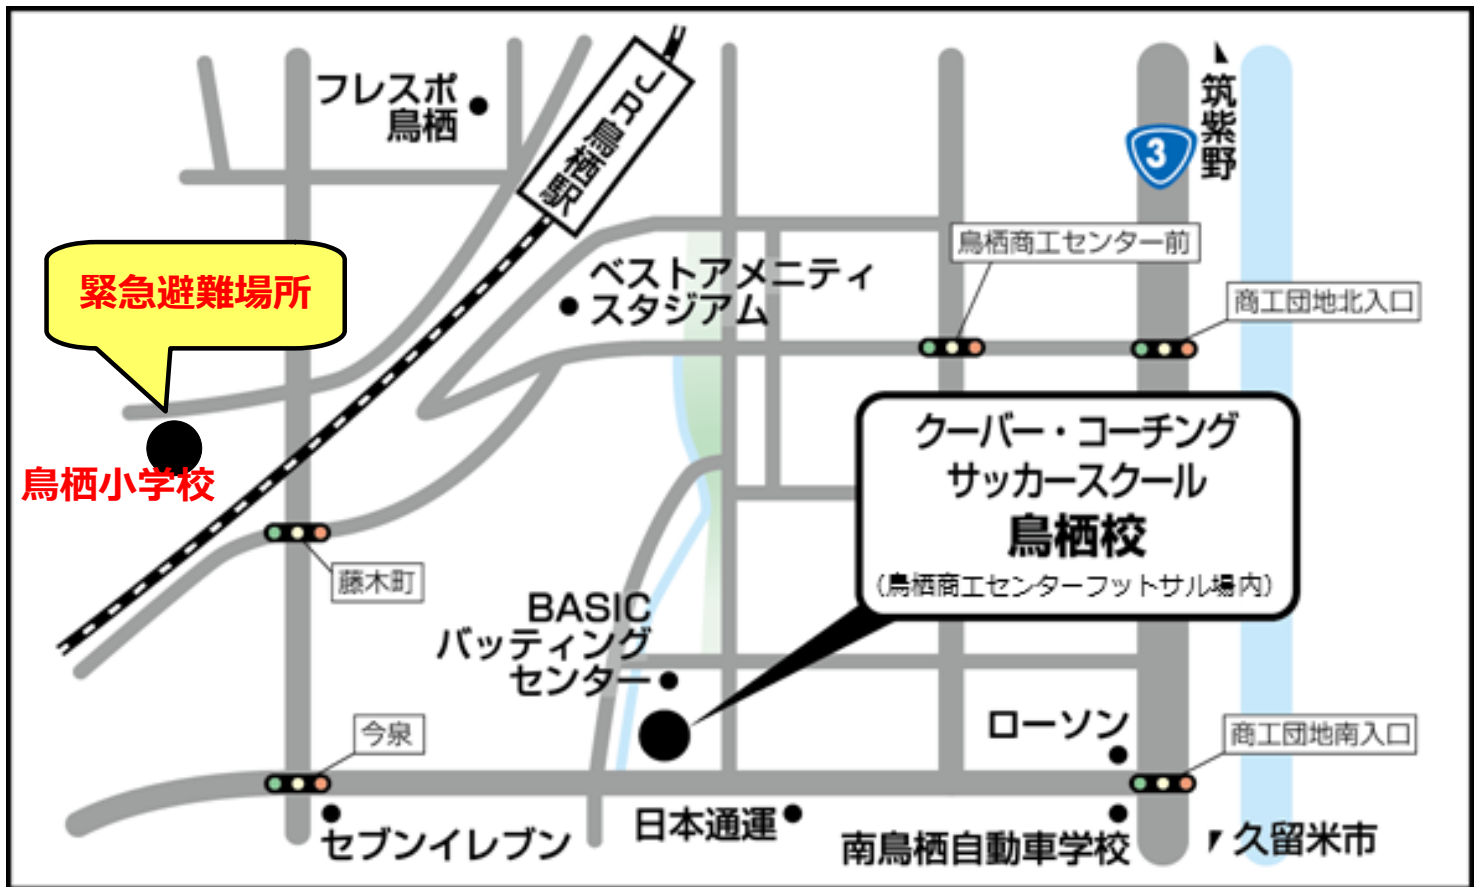 フレスポ
鳥栖
JR鳥栖駅
筑紫野
3
鳥栖商工センター前
緊急避難場所
ベストアメニティ
スタジアム
商工団地北入口
クーバー・コーチング
サッカースクール
鳥栖校
(鳥栖商工センターフットサル場内)
鳥栖小学校
藤木町
BASIC
バッティング
センター
今泉
ローソン
商工団地南入口
セブンイレブン
日本通運
南鳥栖自動車学校
久留米市